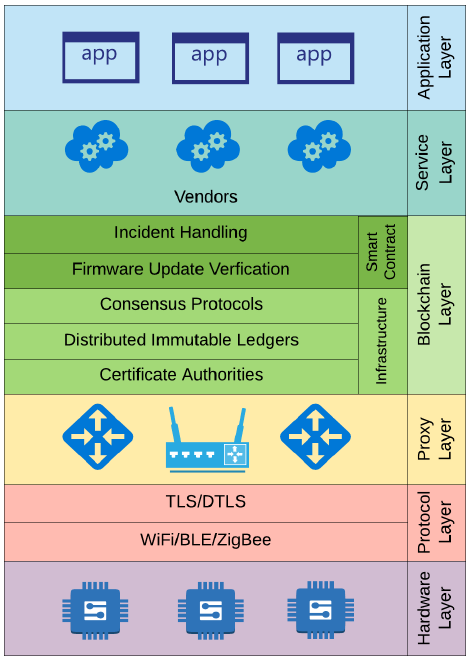 app
app
app
Application
Layer
Vendors
Service
Layer
Incident Handling
Firmware Update Verfication
Smart
Contract
Consensus Protocols
Distributed Immutable Ledgers
Certificate Authorities
Infrastructure
Blockchain
Layer
Proxy
Layer
TLS/DTLS
WiFi/BLE/ZigBee
Protocol
Layer
Hardware
Layer